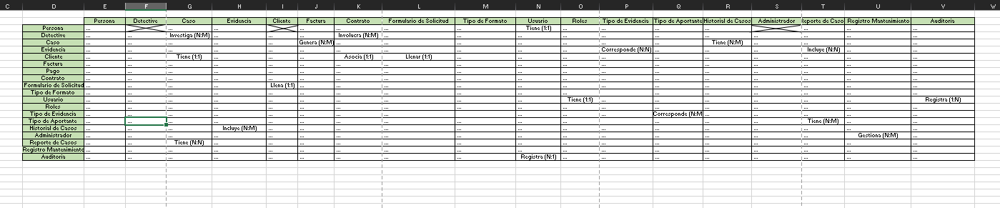 C D E F G H I J K L M N O P Q R S T U V W
Persona Detective Caso Evidencia Cliente Factura Contrato Formulario de Solicitud Tipo de Formato Usuario Roles Tipo de Evidencia Tipo de Aportante Historial de Casos Administrador Reporte de Caso Registro Mantenimiento Auditoria
Persona ... ... ... ... ... ... ... Tiene (1:1) ... ... ... ... ... ... ...
Detective ... ... Investiga (N:M) ... ... ... Involucra (N:M) ... ... ... ... ... ... ... ... ... ... ...
Caso ... ... ... ... ... Genera (N:M) ... ... ... ... ... ... ... Tiene (N:M) ... ... ... ...
Evidencia ... ... ... ... ... ... ... ... ... ... ... Corresponde (N:N) ... ... ... Incluye (N:N) ... ...
Cliente ... ... Tiene (1:1) ... ... ... Asocia (1:1) Llenar (1:1) ... ... ... ... ... ... ... ... ... ...
Factura ... ... ... ... ... ... ... ... ... ... ... ... ... ... ... ... ... ...
Pago ... ... ... ... ... ... ... ... ... ... ... ... ... ... ... ... ... ...
Contrato ... ... ... ... ... ... ... ... ... ... ... ... ... ... ... ... ... ...
Formulario de Solicitud ... ... ... ... Llena (1:1) ... ... ... ... ... ... ... ... ... ... ... ... ...
Tipo de Formato ... ... ... ... ... ... ... ... ... ... ... ... ... ... ... ... ... ...
Usuario ... ... ... ... ... ... ... ... ... ... Tiene (1:1) ... ... ... ... ... ... Registra (1:N)
Roles ... ... ... ... ... ... ... ... ... ... ... ... ... ... ... ... ... ...
Tipo de Evidencia ... ... ... ... ... ... ... ... ... ... ... ... Corresponde (N:M ... ... ... ... ...
Tipo de Aportante ... ... ... ... ... ... ... ... ... ... ... ... ... ... ... Tiene (N:M) ... ...
Historial de Casos ... ... ... Incluye (N:M) ... ... ... ... ... ... ... ... ... ... ... ... ... ...
Administrador ... ... ... ... ... ... ... ... ... ... ... ... ... ... ... ... Gestiona (N:M) ...
Reporte de Casos ... ... Tiene (N:N) ... ... ... ... ... ... ... ... ... ... ... ... ... ... ...
Registro Mantenimiento ... ... ... ... ... ... ... ... ... ... ... ... ... ... ... ... ... ...
Auditoria ... ... ... ... ... ... ... ... ... Registra (N:1) ... ... ... ... ... ... ... ...